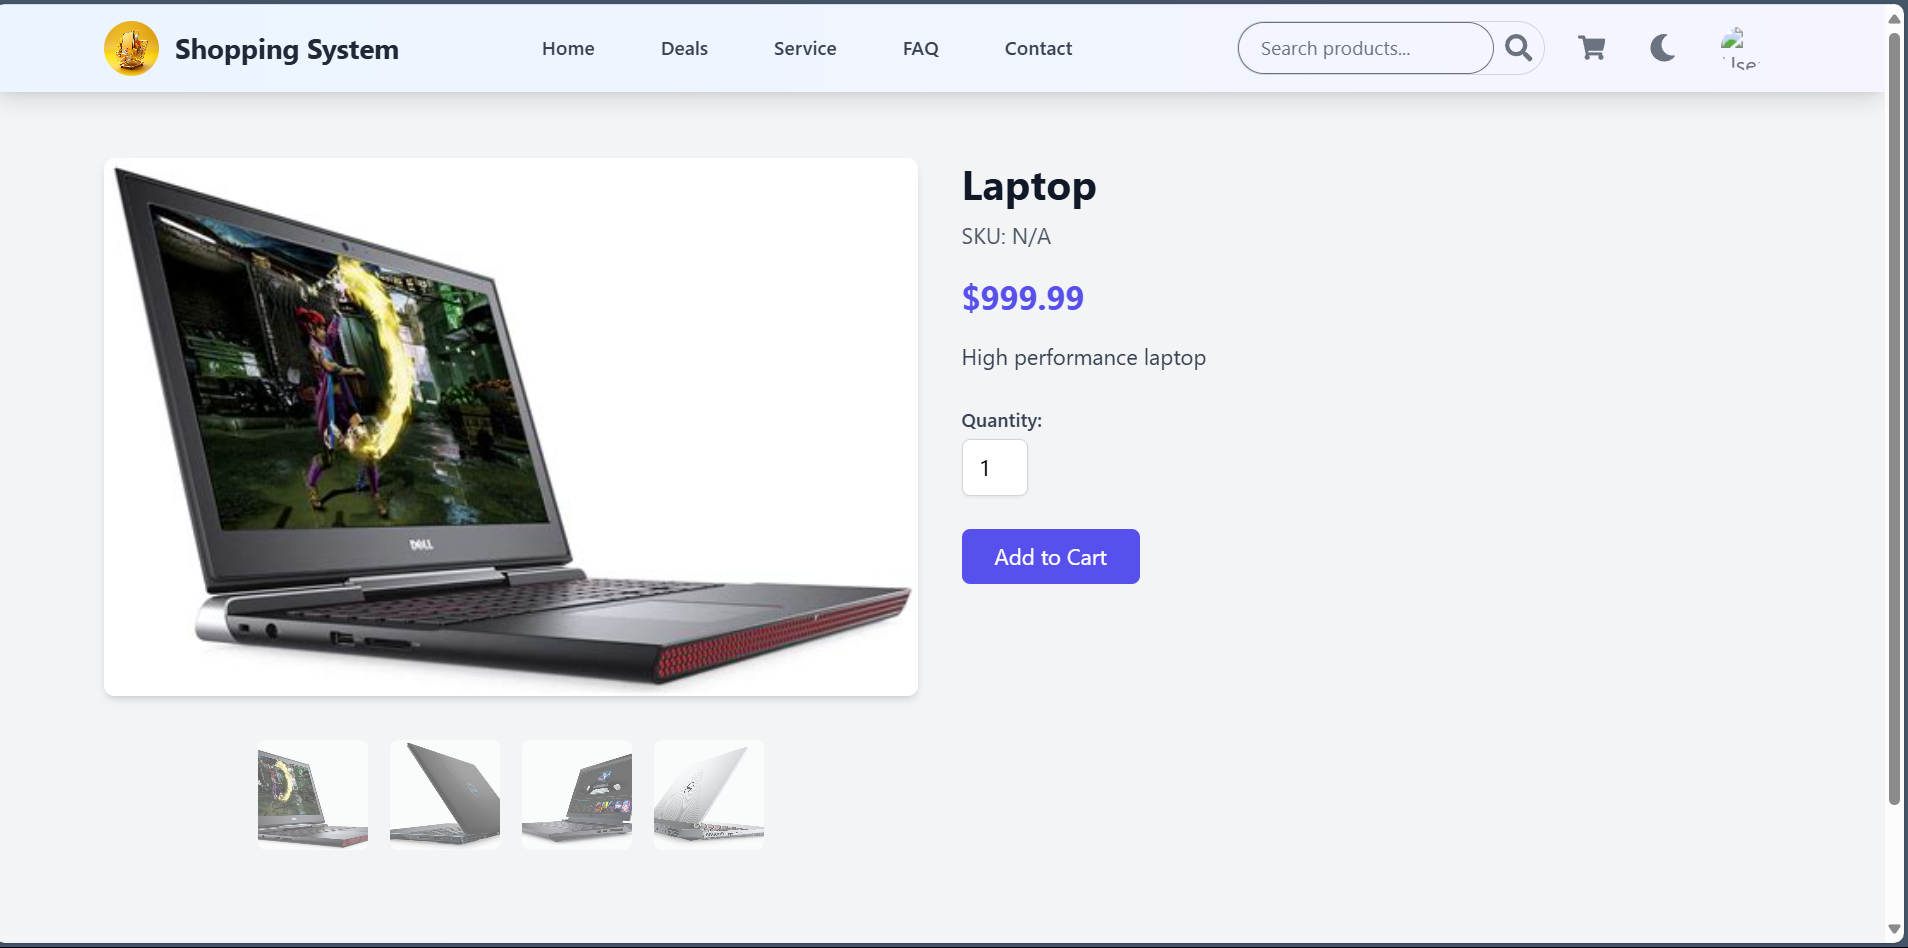 Shopping System
Home
Deals
Service
FAQ
Contact
Search products...
Use
Laptop
SKU: N/A
$999.99
High performance laptop
Quantity:
1
Add to Cart
DELL